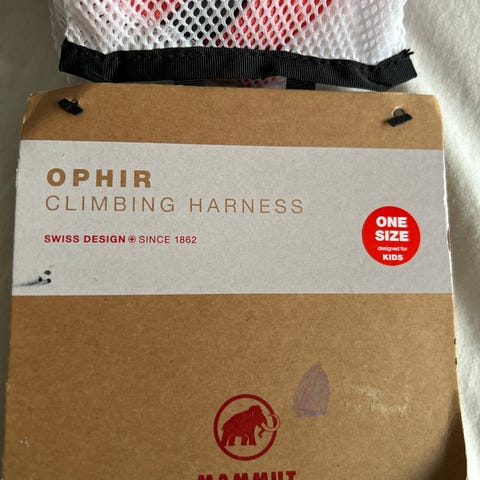 OPHIR
CLIMBING HARNESS
SWISS DESIGN SINCE 1862
ONE
SIZE
designed for
KIDS
MAMMUT